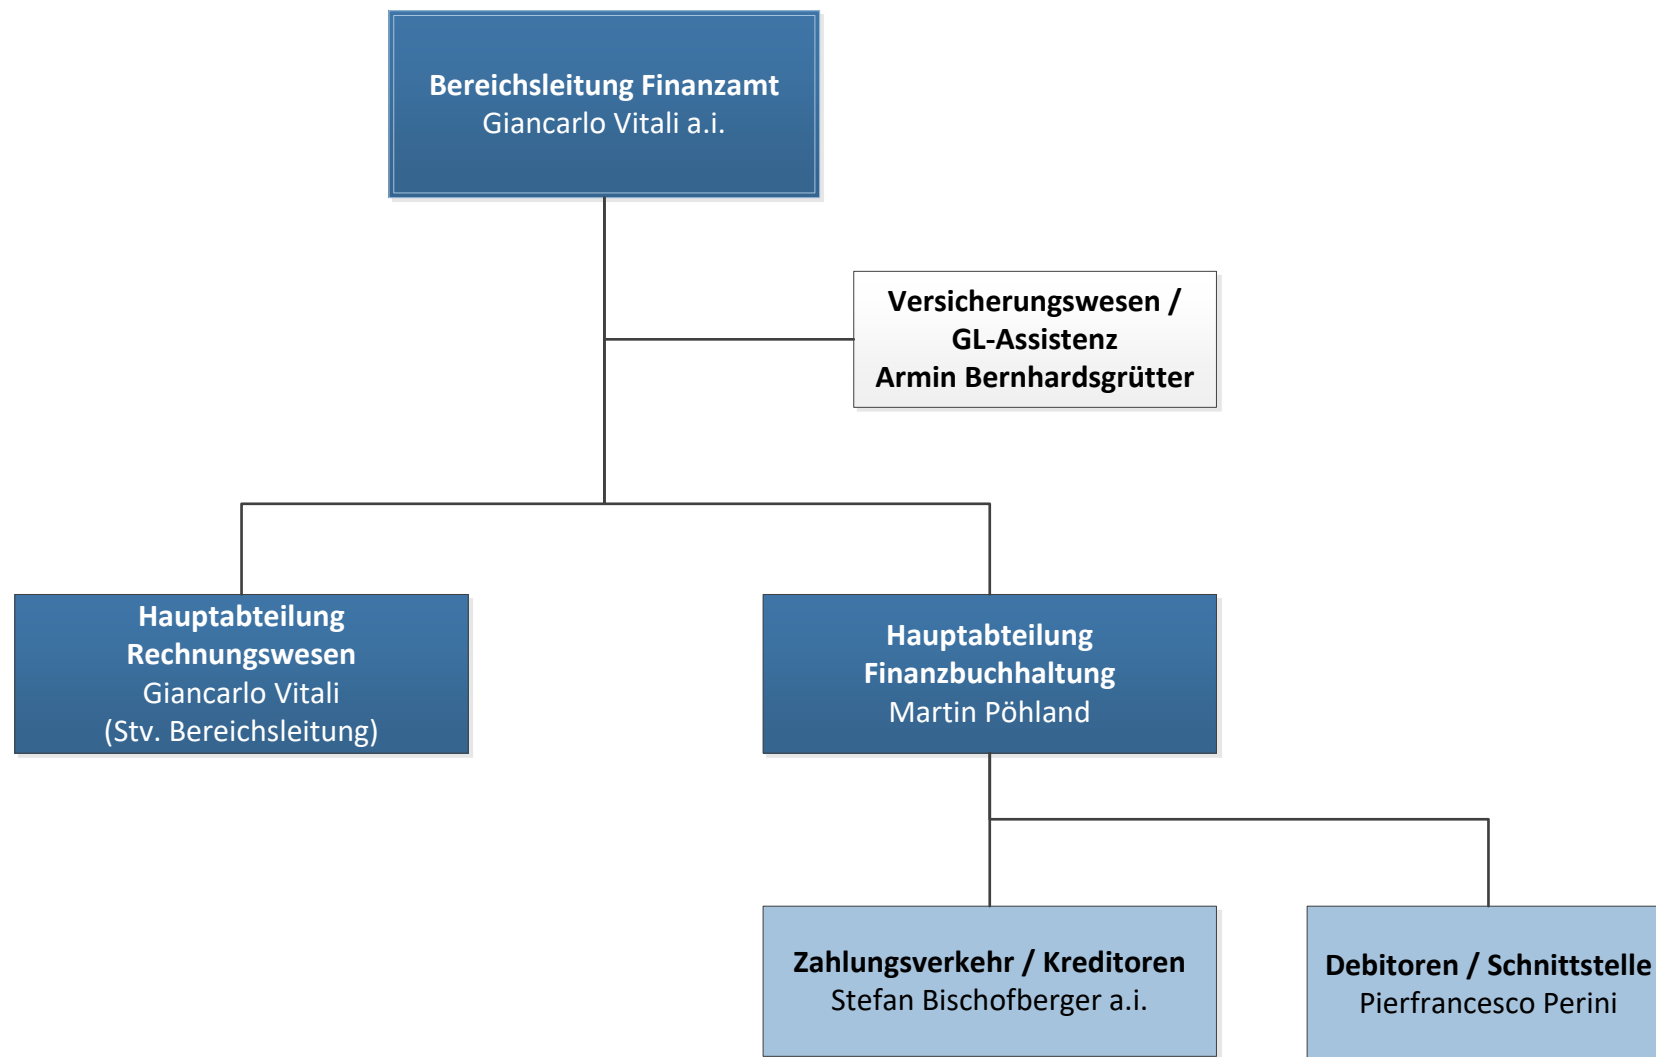 Bereichsleitung Finanzamt
Giancarlo Vitali a.i.
Versicherungswesen /
GL-Assistenz
Armin Bernhardsgrütter
Hauptabteilung
Rechnungswesen
Giancarlo Vitali
(Stv. Bereichsleitung)
Hauptabteilung
Finanzbuchhaltung
Martin Pöhland
Zahlungsverkehr / Kreditoren
Stefan Bischofberger a.i.
Debitoren / Schnittstelle
Pierfrancesco Perini